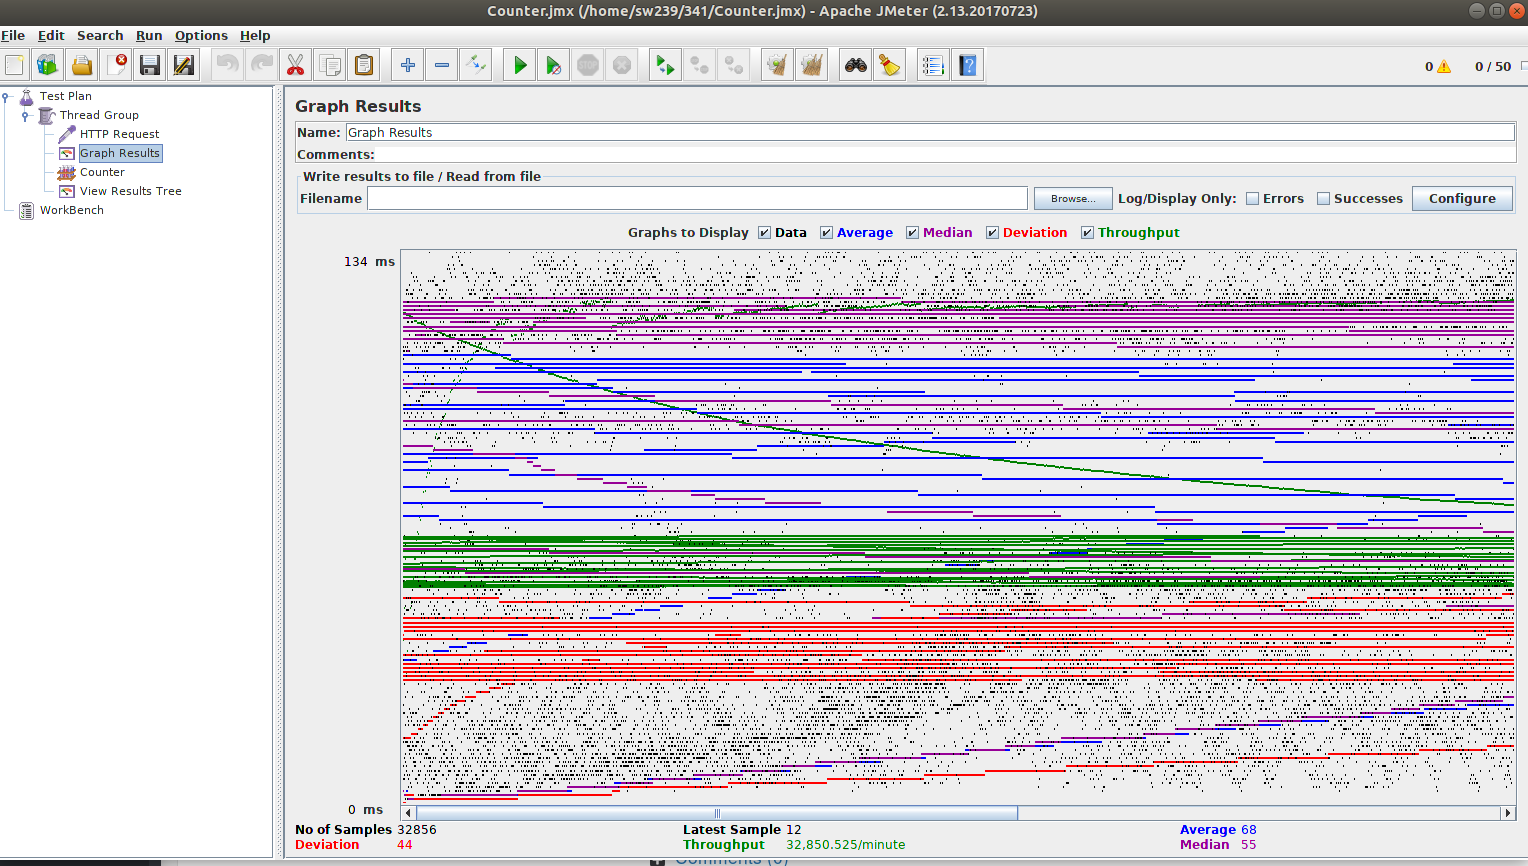 Counter.jmx (/home/sw239/341/Counter.jmx) - Apache JMeter (2.13.20170723)
File Edit Search Run Options Help
0 0 / 50
Test Plan
Thread Group
HTTP Request
Graph Results
Counter
View Results Tree
WorkBench
Graph Results
Name: Graph Results
Comments:
Write results to file / Read from file
Filename Browse... Log/Display Only: Errors Successes Configure
Graphs to Display Data Average Median Deviation Throughput
134 ms
0 ms
No of Samples 32856 Latest Sample 12 Average 68
Deviation 44 Throughput 32,850.525/minute Median 55